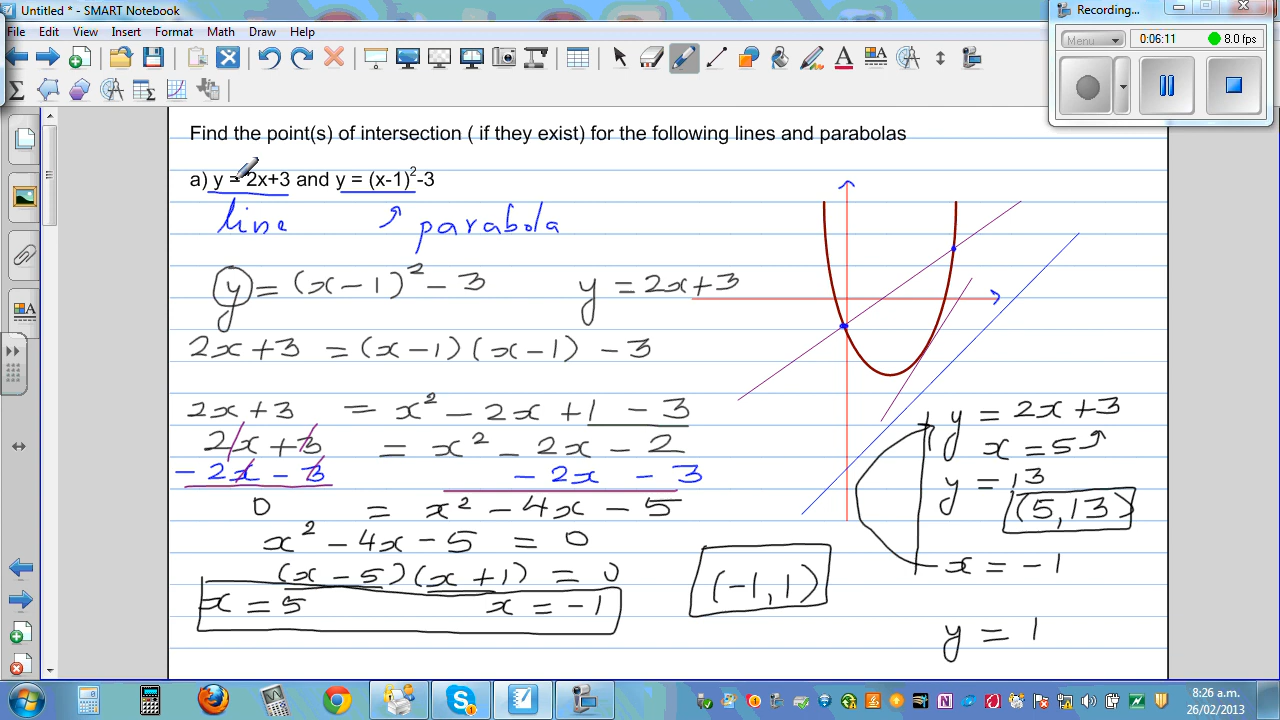 Untitled * - SMART Notebook
File Edit View Insert Format Math Draw Help
Recording...
Menu
0:06:11
8.0 fps
Find the point(s) of intersection ( if they exist) for the following lines and parabolas
a) y = 2x+3 and y = (x-1)²-3
line
parabola
y = (x-1)² - 3
y = 2x+3
2x+3 = (x-1)(x-1) - 3
2x+3 = x² - 2x + 1 - 3
2x+3 = x² - 2x - 2
- 2x - 3 - 2x - 3
0 = x² - 4x - 5
x² - 4x - 5 = 0
(x - 5)(x+1) = 0
x = 5 x = -1
(-1,1)
y = 2x+3
x = 5
y = 13
(5,13)
x = -1
y = 1
8:26 a.m.
26/02/2013